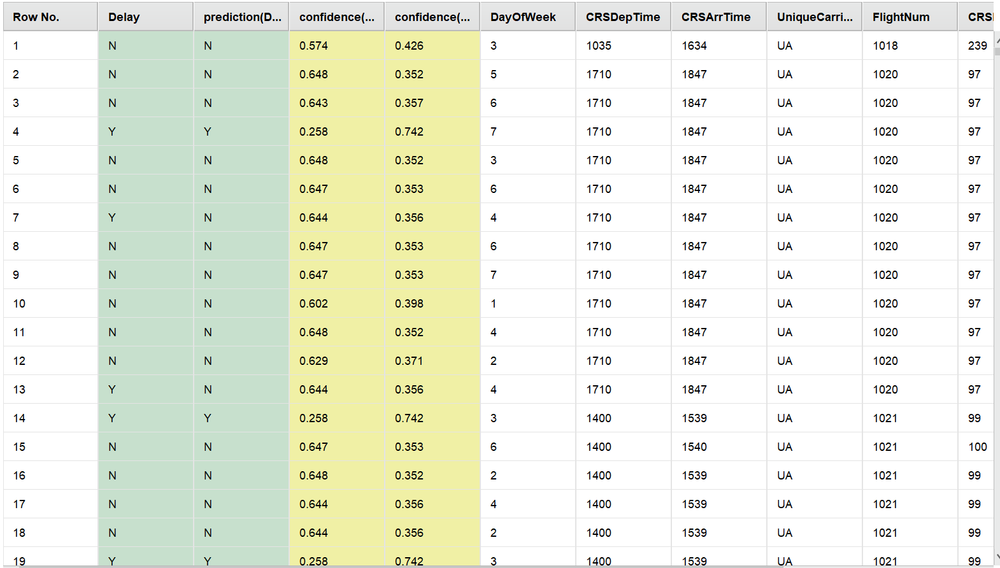 Row No. Delay prediction(D... confidence(... confidence(... DayOfWeek CRSDepTime CRSArrTime UniqueCarri... FlightNum CRSI
1 N N 0.574 0.426 3 1035 1634 UA 1018 239
2 N N 0.648 0.352 5 1710 1847 UA 1020 97
3 N N 0.643 0.357 6 1710 1847 UA 1020 97
4 Y Y 0.258 0.742 7 1710 1847 UA 1020 97
5 N N 0.648 0.352 3 1710 1847 UA 1020 97
6 N N 0.647 0.353 6 1710 1847 UA 1020 97
7 Y N 0.644 0.356 4 1710 1847 UA 1020 97
8 N N 0.647 0.353 6 1710 1847 UA 1020 97
9 N N 0.647 0.353 7 1710 1847 UA 1020 97
10 N N 0.602 0.398 1 1710 1847 UA 1020 97
11 N N 0.648 0.352 4 1710 1847 UA 1020 97
12 N N 0.629 0.371 2 1710 1847 UA 1020 97
13 Y N 0.644 0.356 4 1710 1847 UA 1020 97
14 Y Y 0.258 0.742 3 1400 1539 UA 1021 99
15 N N 0.647 0.353 6 1400 1540 UA 1021 100
16 N N 0.648 0.352 2 1400 1539 UA 1021 99
17 N N 0.644 0.356 4 1400 1539 UA 1021 99
18 N N 0.644 0.356 2 1400 1539 UA 1021 99
19 Y Y 0.258 0.742 3 1400 1539 UA 1021 99